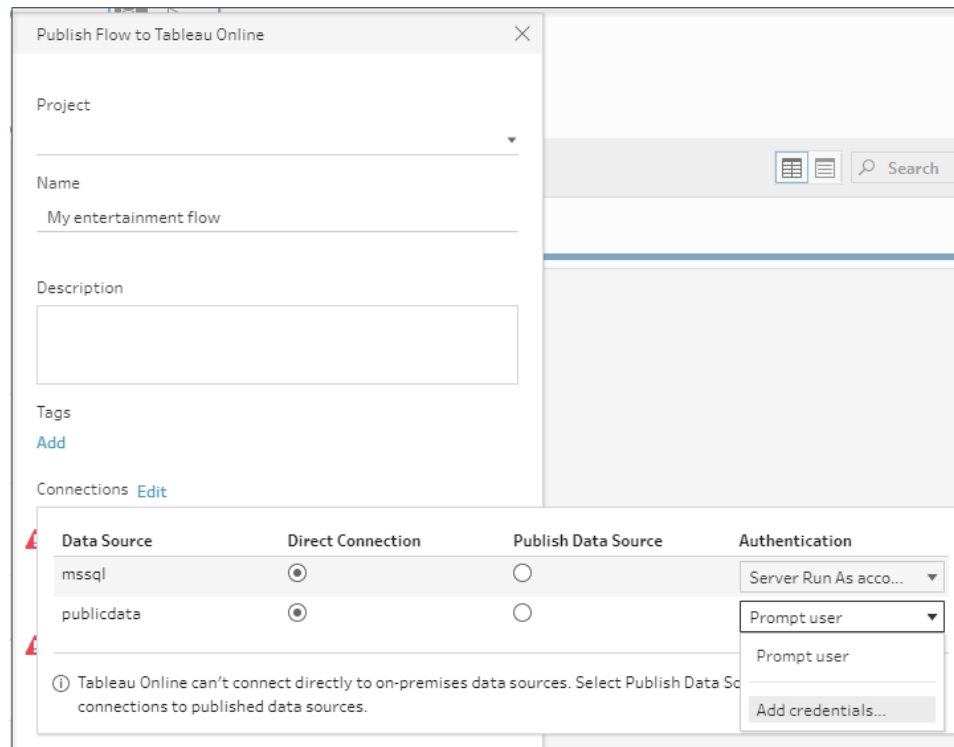 Publish Flow to Tableau Online
Project
Name
Search
My entertainment flow
Description
Tags
Add
Connections Edit
Data Source Direct Connection Publish Data Source Authentication
mssql Server Run As acco...
publicdata Prompt user
Prompt user
Tableau Online can't connect directly to on-premises data sources. Select Publish Data
connections to published data sources.
Add credentials...